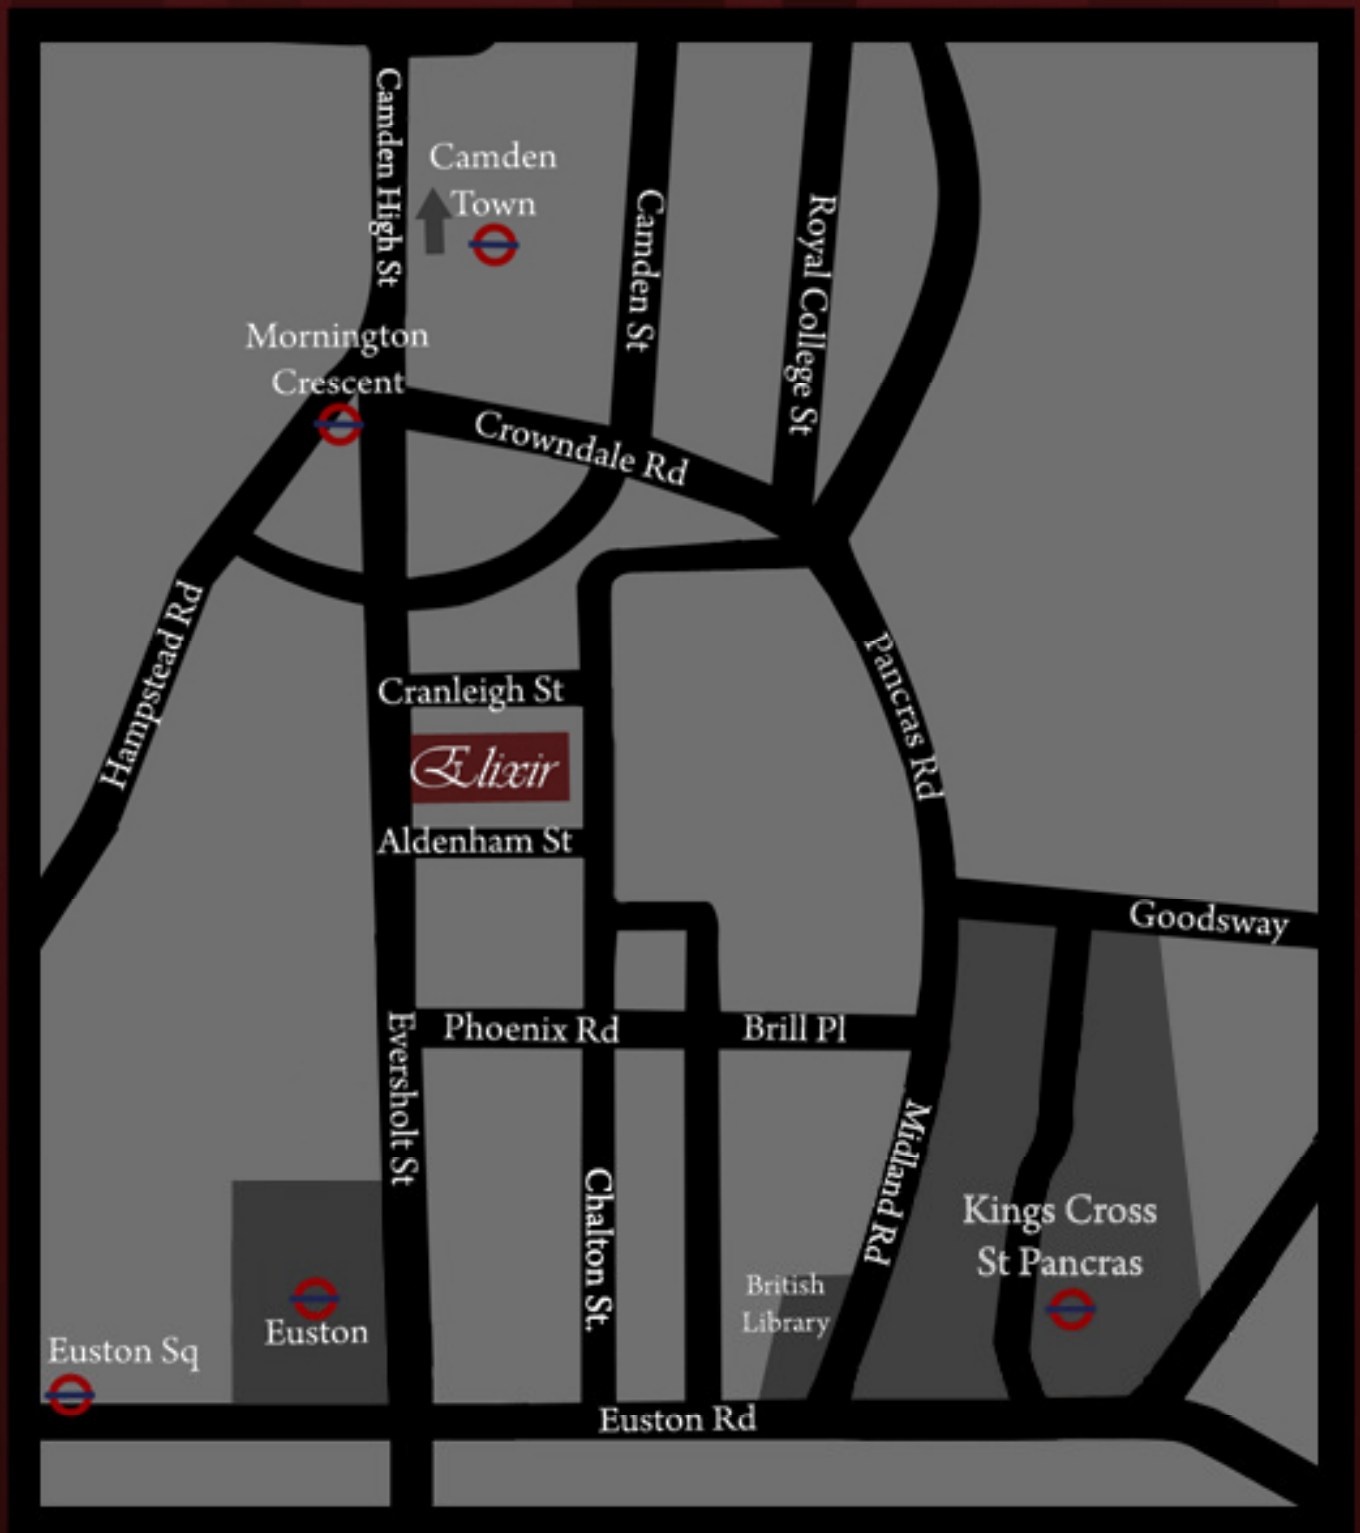 Camden High St
Camden
Town
Camden St
Royal College St
Mornington
Crescent
Crowndale Rd
Hampstead Rd
Pancras Rd
Cranleigh St
Elixir
Aldenham St
Goodsway
Phoenix Rd
Brill Pl
Eversholt St
Midland Rd
Chalton St.
Kings Cross
St Pancras
British
Library
Euston
Euston Sq
Euston Rd